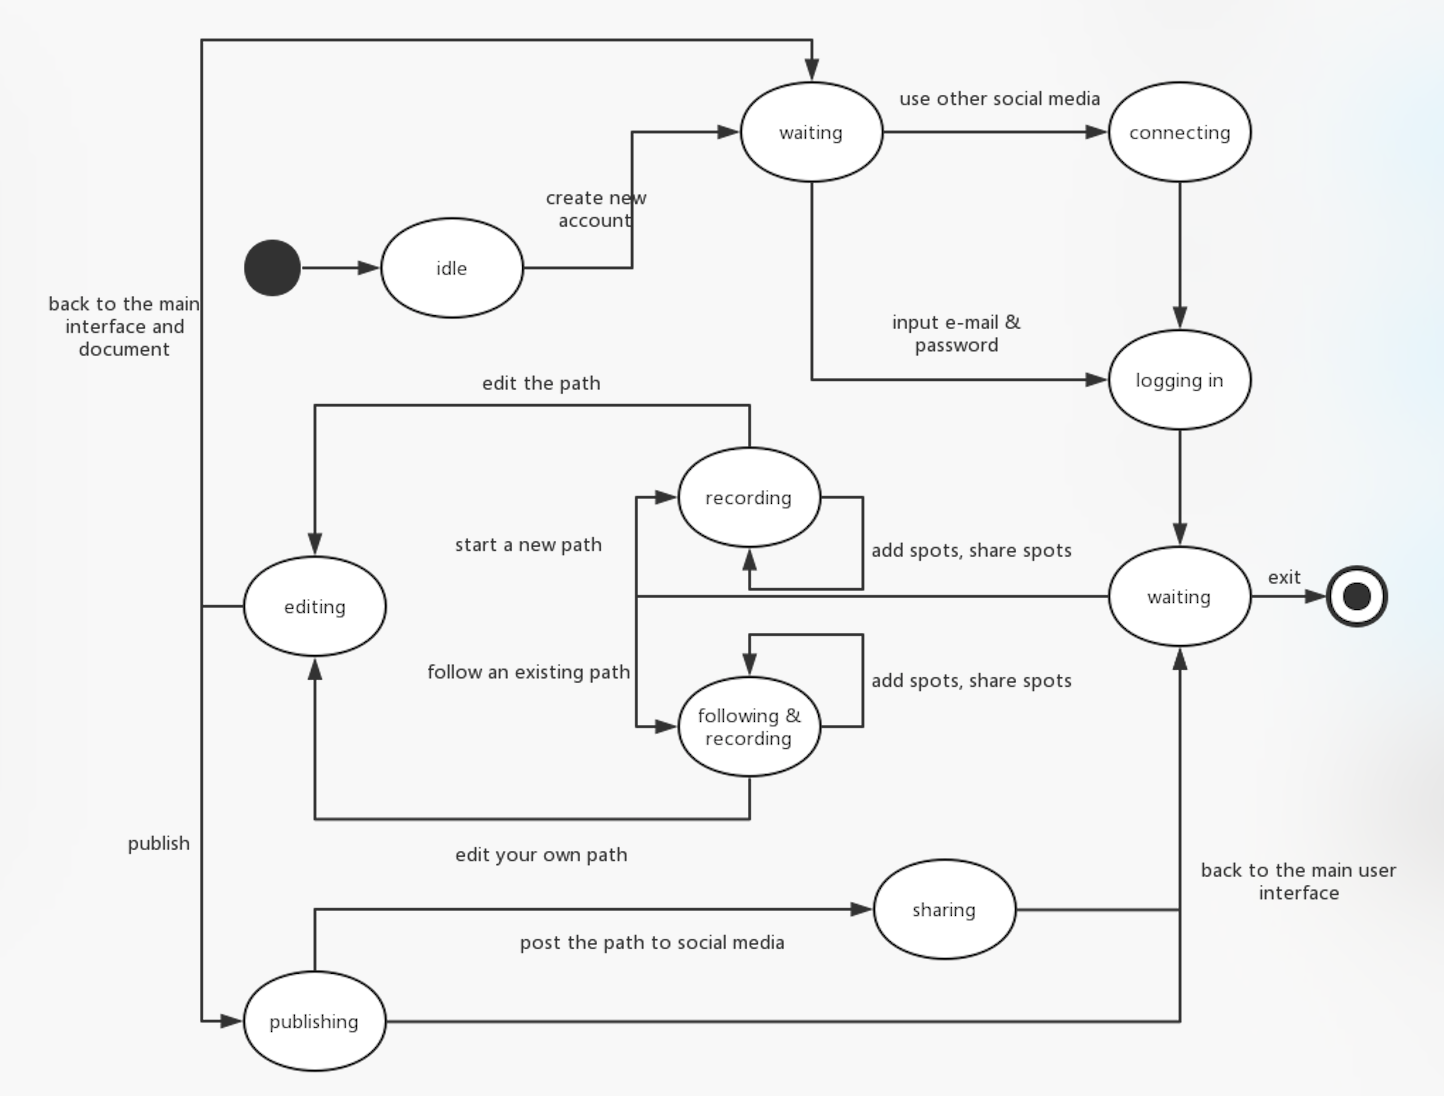 use other social media
waiting
connecting
create new
account
idle
back to the main
interface and
document
input e-mail &
password
logging in
edit the path
recording
start a new path
add spots, share spots
editing
waiting
exit
follow an existing path
add spots, share spots
following &
recording
publish
edit your own path
back to the main user
interface
sharing
post the path to social media
publishing